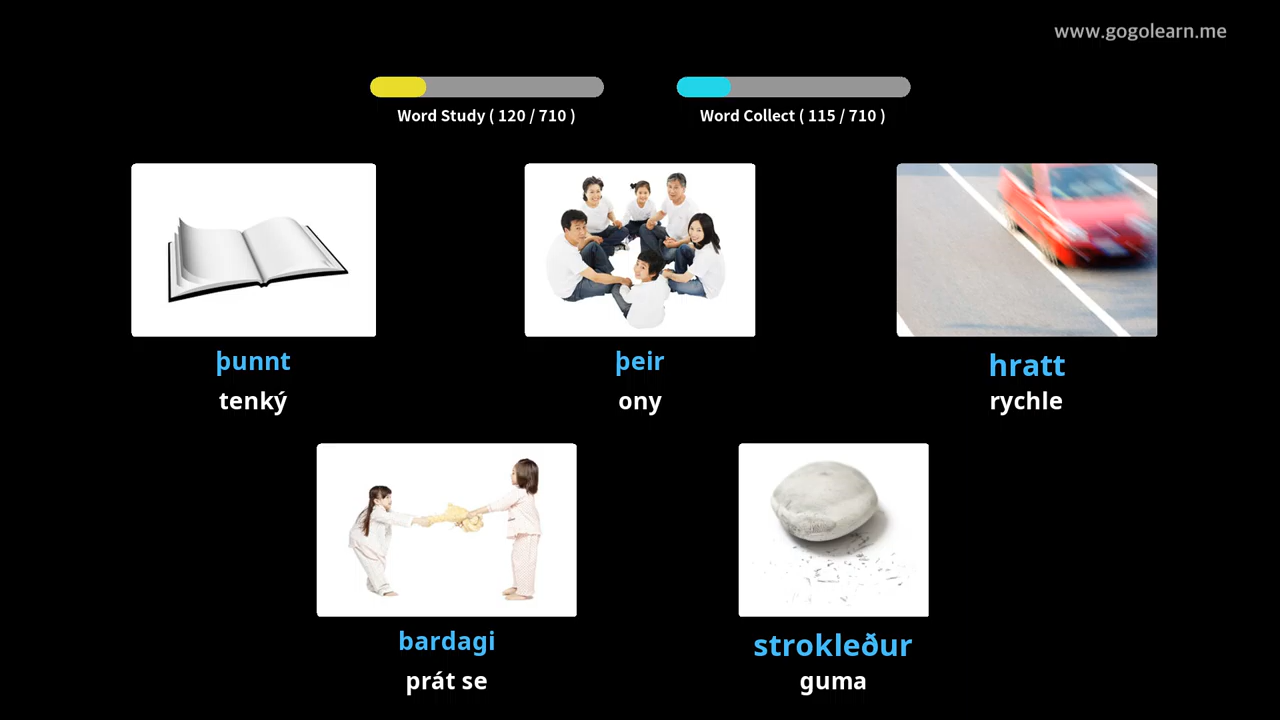 www.gogolearn.me
Word Study ( 120 / 710 )
Word Collect ( 115 / 710 )
þunnt
tenký
þeir
ony
hratt
rychle
bardagi
prát se
strokleður
guma